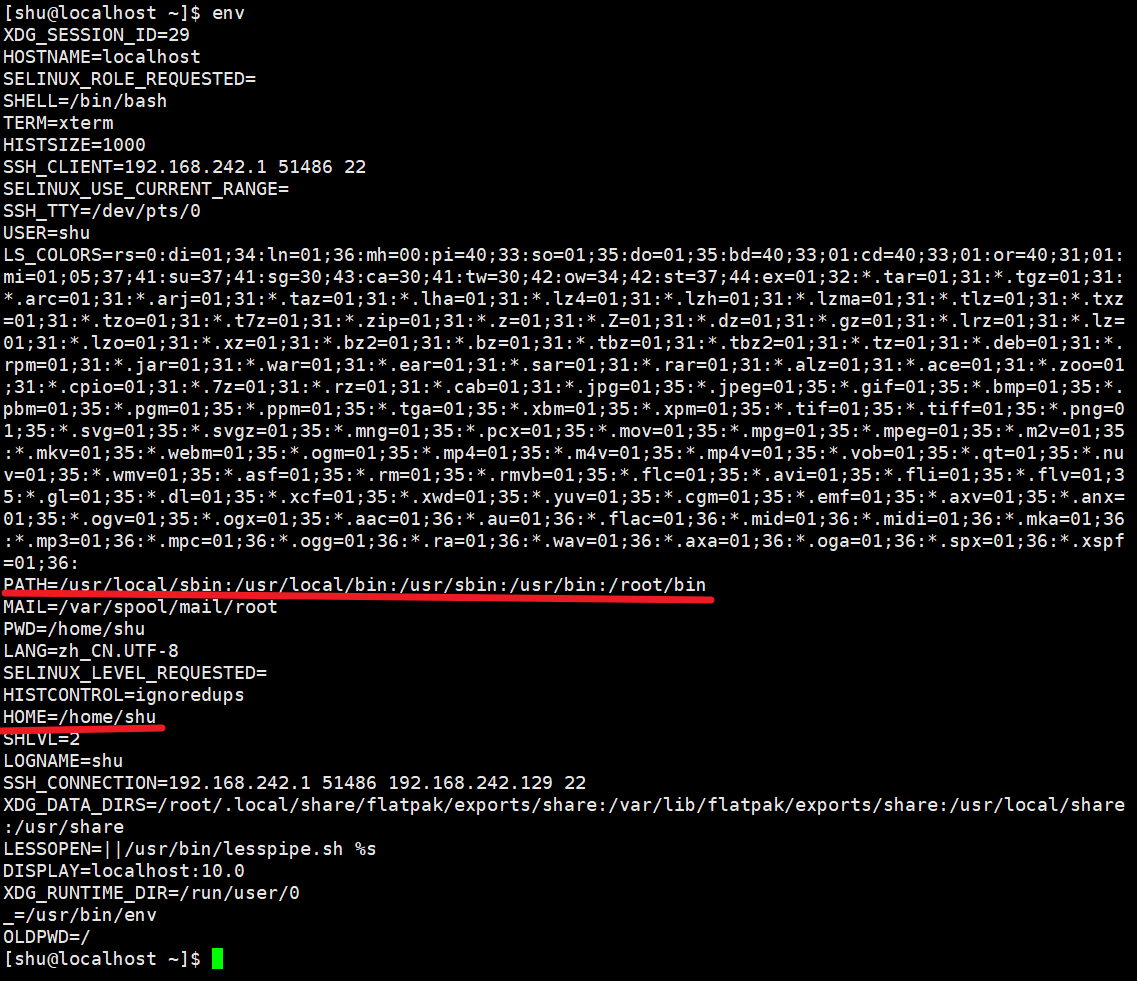 [shu@localhost ~]$ env
XDG_SESSION_ID=29
HOSTNAME=localhost
SELINUX_ROLE_REQUESTED=
SHELL=/bin/bash
TERM=xterm
HISTSIZE=1000
SSH_CLIENT=192.168.242.1 51486 22
SELINUX_USE_CURRENT_RANGE=
SSH_TTY=/dev/pts/0
USER=shu
LS_COLORS=rs=0:di=01;34:ln=01;36:mh=00:pi=40;33:so=01;35:do=01;35:bd=40;33;01:cd=40;33;01:or=40;31;01:
mi=01;05;37;41:su=37;41:sg=30;43:ca=30;41:tw=30;42:ow=34;42:st=37;44:ex=01;32:*.tar=01;31:*.tgz=01;31:
*.arc=01;31:*.arj=01;31:*.taz=01;31:*.lha=01;31:*.lz4=01;31:*.lzh=01;31:*.lzma=01;31:*.tlz=01;31:*.txz
=01;31:*.tzo=01;31:*.t7z=01;31:*.zip=01;31:*.z=01;31:*.Z=01;31:*.dz=01;31:*.gz=01;31:*.lrz=01;31:*.lz=
01;31:*.lzo=01;31:*.xz=01;31:*.bz2=01;31:*.bz=01;31:*.tbz=01;31:*.tbz2=01;31:*.tz=01;31:*.deb=01;31:*.
rpm=01;31:*.jar=01;31:*.war=01;31:*.ear=01;31:*.sar=01;31:*.rar=01;31:*.alz=01;31:*.ace=01;31:*.zoo=01
;31:*.cpio=01;31:*.7z=01;31:*.rz=01;31:*.cab=01;31:*.jpg=01;35:*.jpeg=01;35:*.gif=01;35:*.bmp=01;35:*.
pbm=01;35:*.pgm=01;35:*.ppm=01;35:*.tga=01;35:*.xbm=01;35:*.xpm=01;35:*.tif=01;35:*.tiff=01;35:*.png=0
1;35:*.svg=01;35:*.svgz=01;35:*.mng=01;35:*.pcx=01;35:*.mov=01;35:*.mpg=01;35:*.mpeg=01;35:*.m2v=01;35
:*.mkv=01;35:*.webm=01;35:*.ogm=01;35:*.mp4=01;35:*.m4v=01;35:*.mp4v=01;35:*.vob=01;35:*.qt=01;35:*.nu
v=01;35:*.wmv=01;35:*.asf=01;35:*.rm=01;35:*.rmvb=01;35:*.flc=01;35:*.avi=01;35:*.fli=01;35:*.flv=01;3
5:*.gl=01;35:*.dl=01;35:*.xcf=01;35:*.xwd=01;35:*.yuv=01;35:*.cgm=01;35:*.emf=01;35:*.axv=01;35:*.anx=
01;35:*.ogv=01;35:*.ogx=01;35:*.aac=01;36:*.au=01;36:*.flac=01;36:*.mid=01;36:*.midi=01;36:*.mka=01;36
:*.mp3=01;36:*.mpc=01;36:*.ogg=01;36:*.ra=01;36:*.wav=01;36:*.axa=01;36:*.oga=01;36:*.spx=01;36:*.xspf
=01;36:
PATH=/usr/local/sbin:/usr/local/bin:/usr/sbin:/usr/bin:/root/bin
MAIL=/var/spool/mail/root
PWD=/home/shu
LANG=zh_CN.UTF-8
SELINUX_LEVEL_REQUESTED=
HISTCONTROL=ignoredups
HOME=/home/shu
SHLVL=2
LOGNAME=shu
SSH_CONNECTION=192.168.242.1 51486 192.168.242.129 22
XDG_DATA_DIRS=/root/.local/share/flatpak/exports/share:/var/lib/flatpak/exports/share:/usr/local/share
:/usr/share
LESSOPEN=||/usr/bin/lesspipe.sh %s
DISPLAY=localhost:10.0
XDG_RUNTIME_DIR=/run/user/0
_=/usr/bin/env
OLDPWD=/
[shu@localhost ~]$